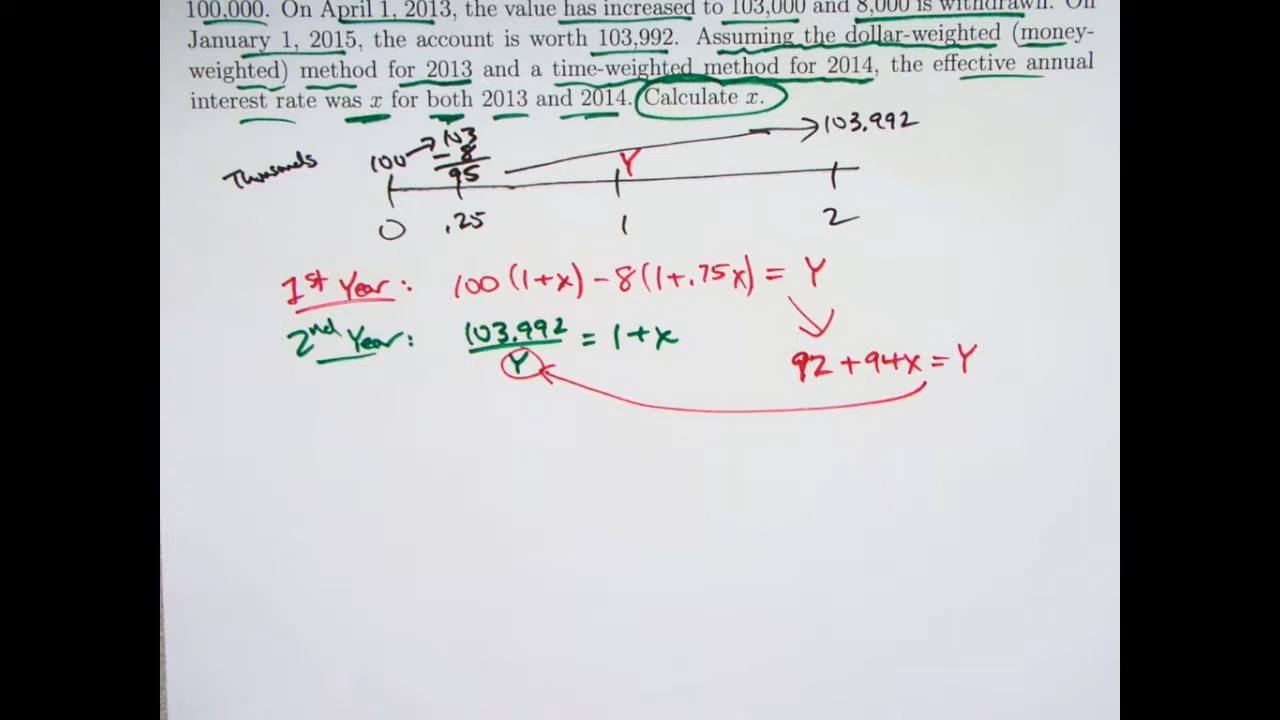 100,000. On April 1, 2013, the value has increased to 103,000 and 8,000 is withdrawn. On
January 1, 2015, the account is worth 103,992. Assuming the dollar-weighted (money-
weighted) method for 2013 and a time-weighted method for 2014, the effective annual
interest rate was x for both 2013 and 2014. Calculate x.
Thousands 100 103 103.992
- 8
95 Y
0 .25 1 2
1st Year: 100(1+x) - 8(1+.75x) = Y
2nd Year: 103.992 / Y = 1+x
92+94x=Y